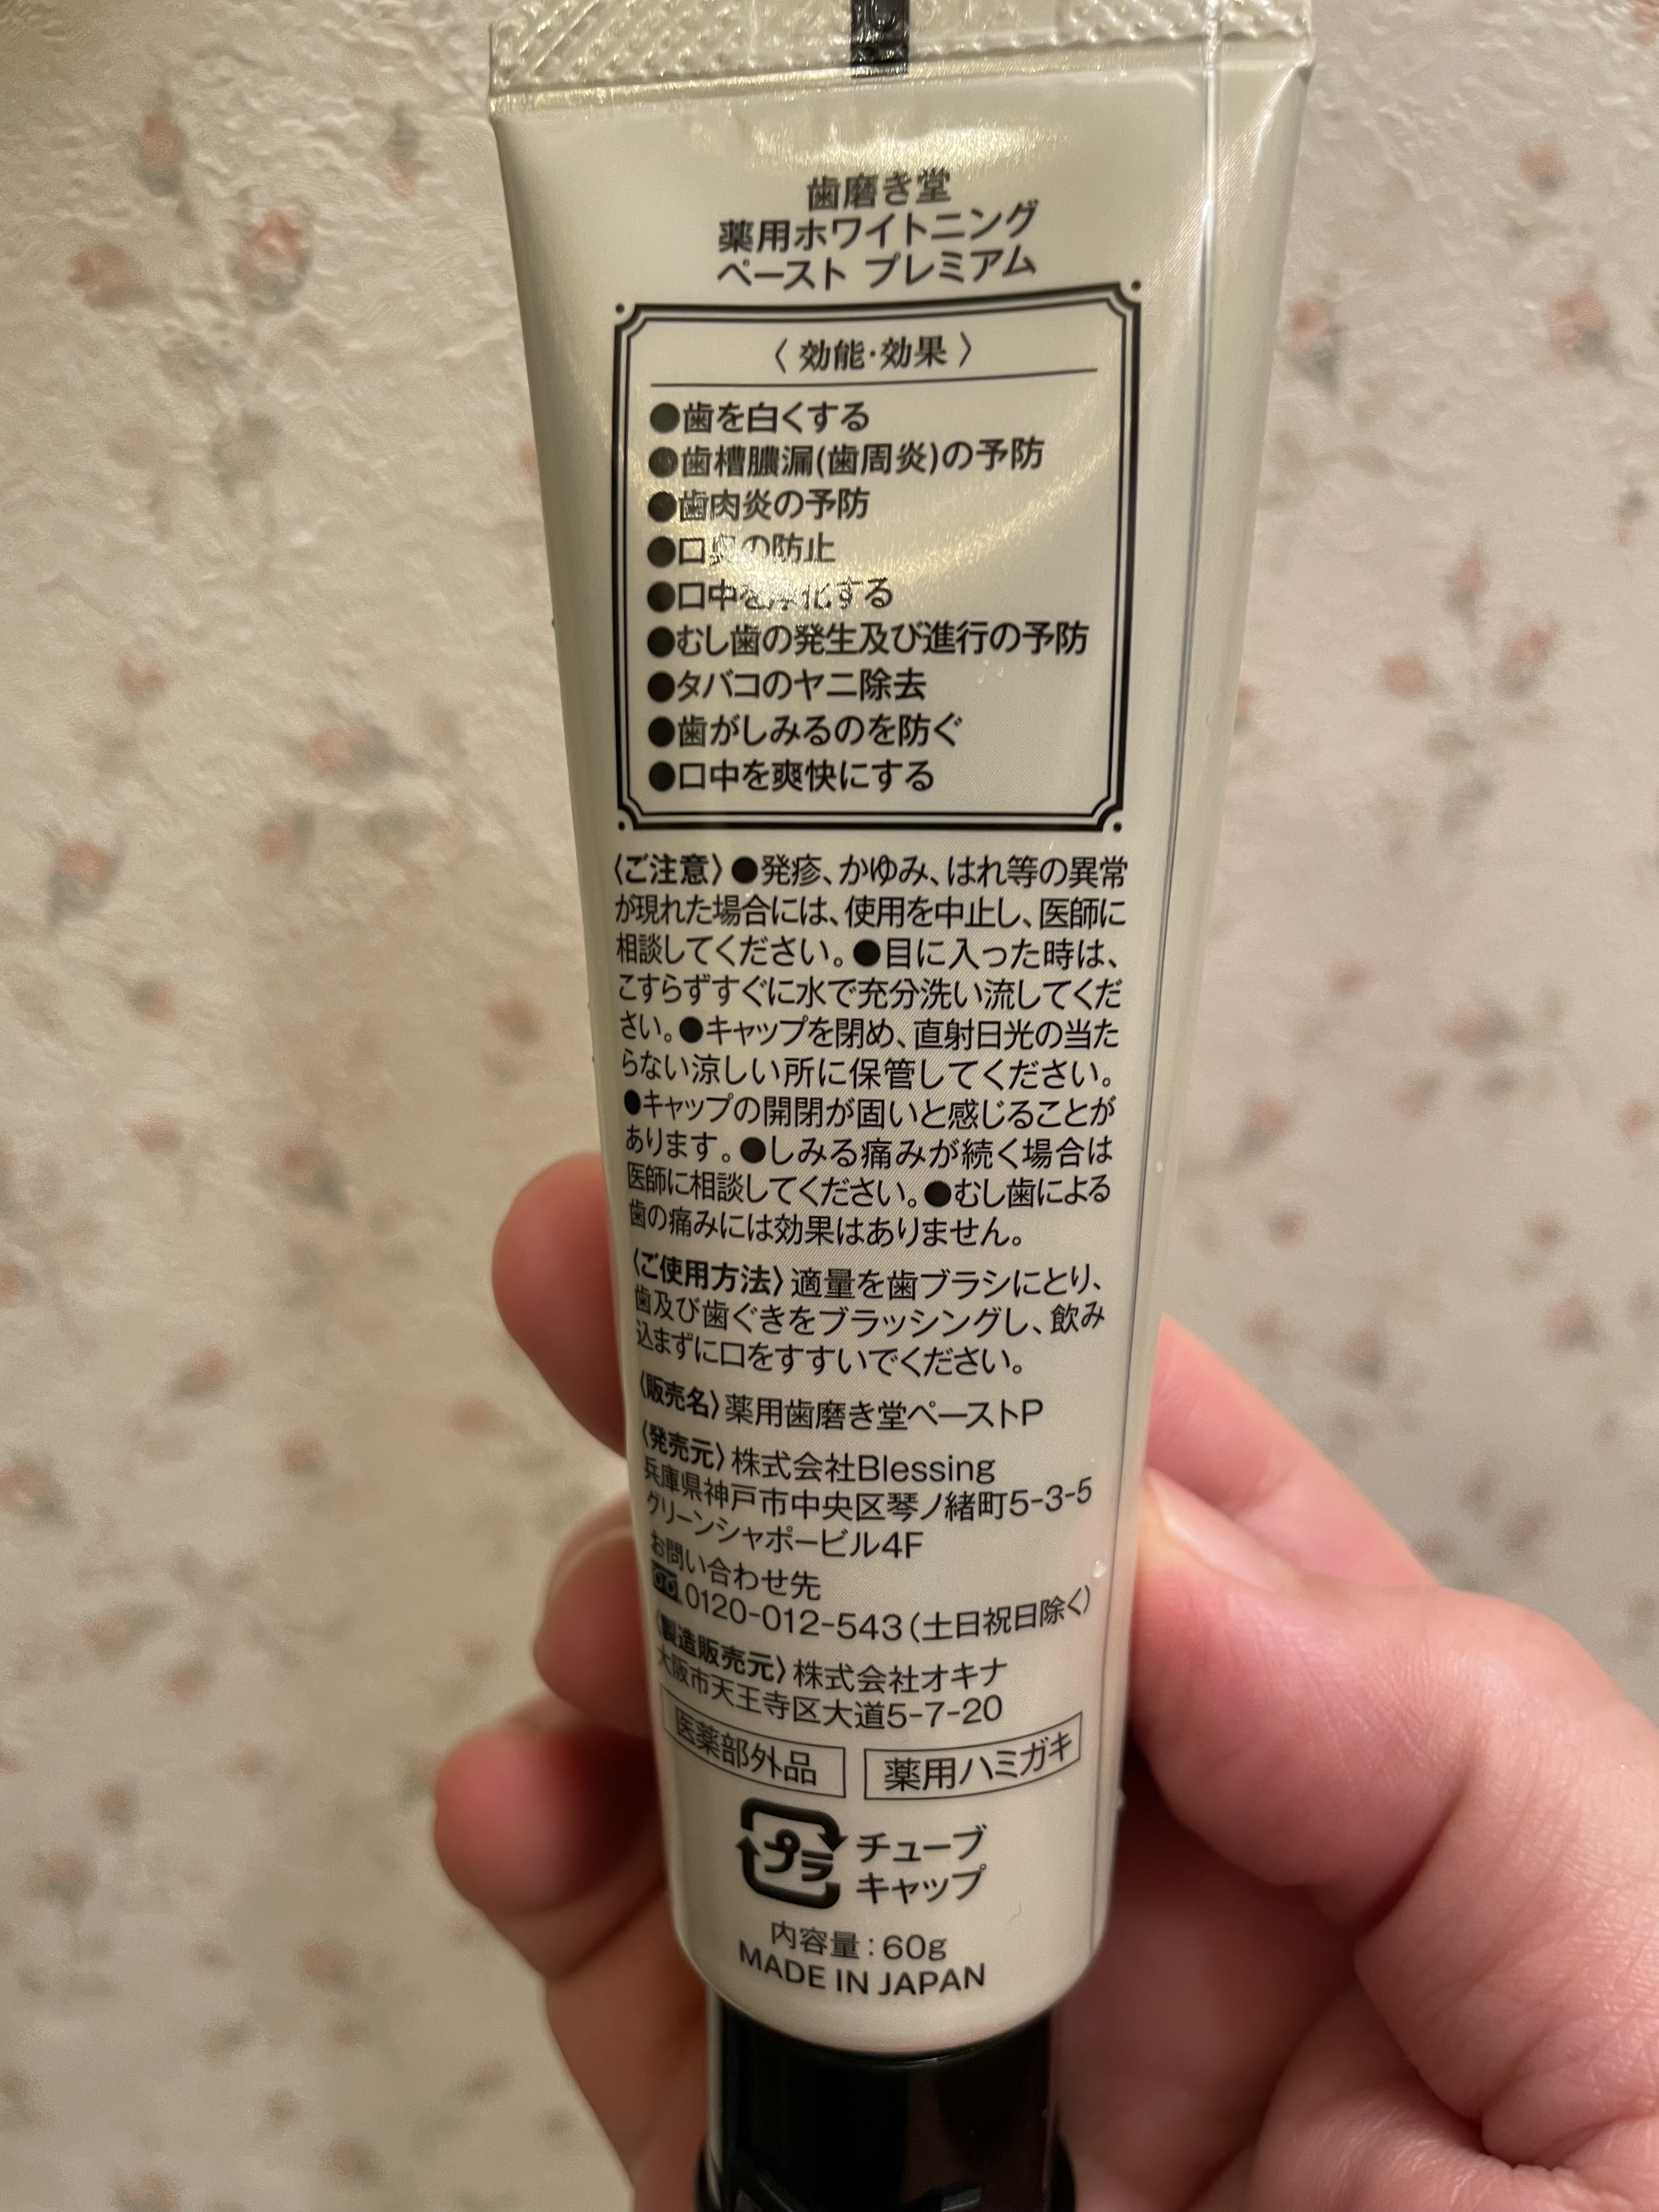 歯磨き堂
薬用ホワイトニング
ペースト プレミアム
〈 効能・効果 〉
●歯を白くする
●歯槽膿漏(歯周炎)の予防
●歯肉炎の予防
●口臭の防止
●口中を浄化する
●むし歯の発生及び進行の予防
●タバコのヤニ除去
●歯がしみるのを防ぐ
●口中を爽快にする
〈ご注意〉●発疹、かゆみ、はれ等の異常
が現れた場合には、使用を中止し、医師に
相談してください。●目に入った時は、
こすらずすぐに水で充分洗い流してくだ
さい。●キャップを閉め、直射日光の当た
らない涼しい所に保管してください。
●キャップの開閉が固いと感じることが
あります。●しみる痛みが続く場合は
医師に相談してください。●むし歯による
歯の痛みには効果はありません。
〈ご使用方法〉適量を歯ブラシにとり、
歯及び歯ぐきをブラッシングし、飲み
込まずに口をすすいでください。
〈販売名〉薬用歯磨き堂ペーストP
〈発売元〉株式会社Blessing
兵庫県神戸市中央区琴ノ緒町5-3-5
グリーンシャポービル4F
お問い合わせ先
0120-012-543(土日祝日除く)
〈製造販売元〉株式会社オキナ
大阪市天王寺区大道5-7-20
医薬部外品 薬用ハミガキ
プラ チューブ
キャップ
内容量:60g
MADE IN JAPAN